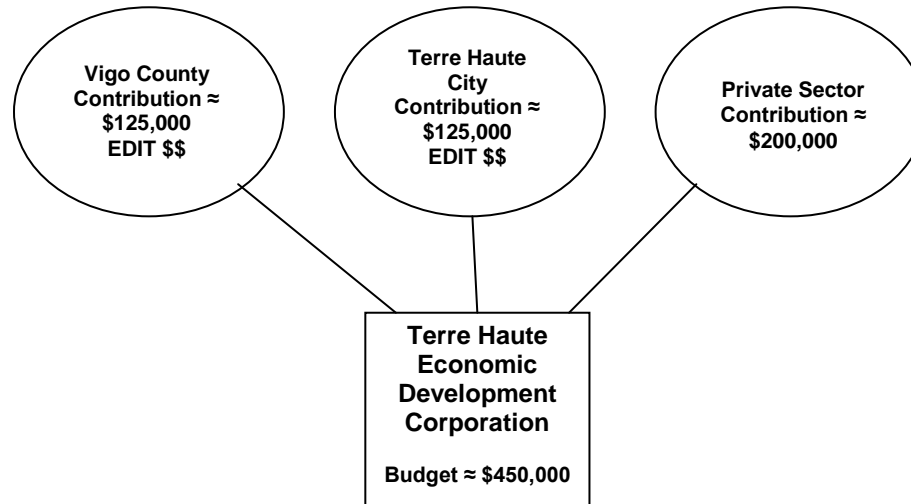 Vigo County
Contribution ≈
$125,000
EDIT $$
Terre Haute
City
Contribution ≈
$125,000
EDIT $$
Private Sector
Contribution ≈
$200,000
Terre Haute
Economic
Development
Corporation
Budget ≈ $450,000